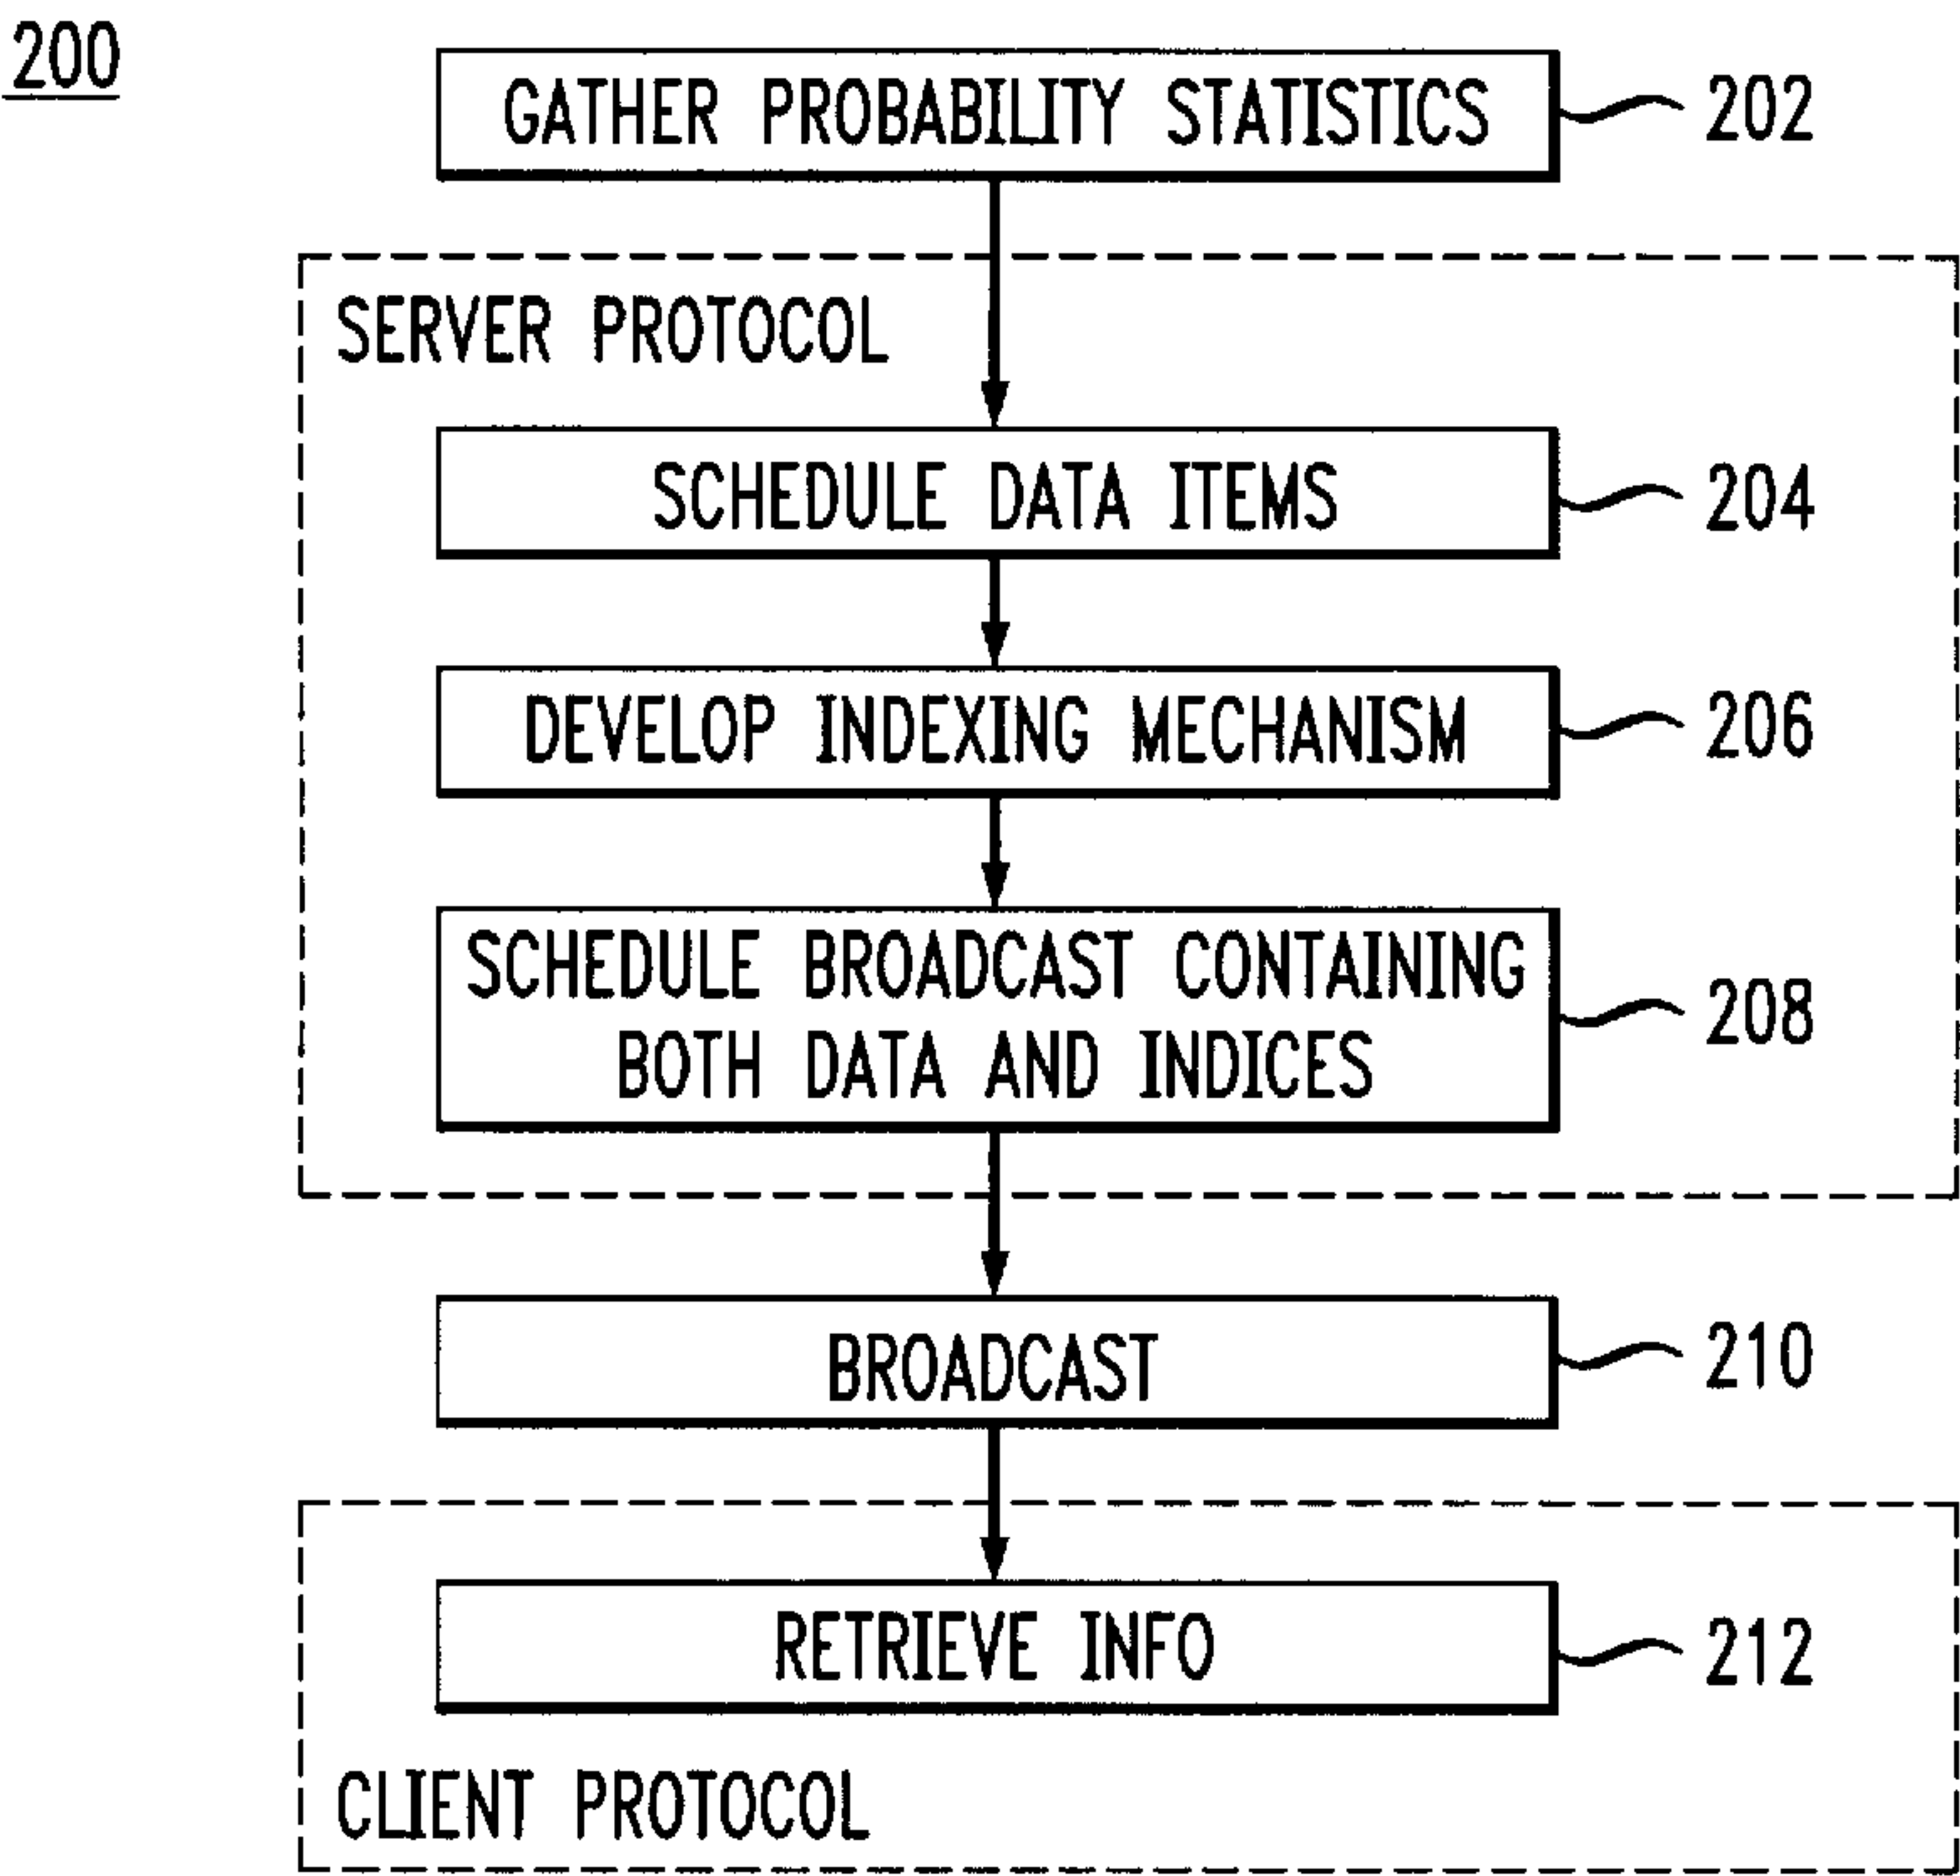 200
GATHER PROBABILITY STATISTICS 202
SERVER PROTOCOL
SCHEDULE DATA ITEMS 204
DEVELOP INDEXING MECHANISM 206
SCHEDULE BROADCAST CONTAINING
BOTH DATA AND INDICES
208
BROADCAST 210
RETRIEVE INFO 212
CLIENT PROTOCOL